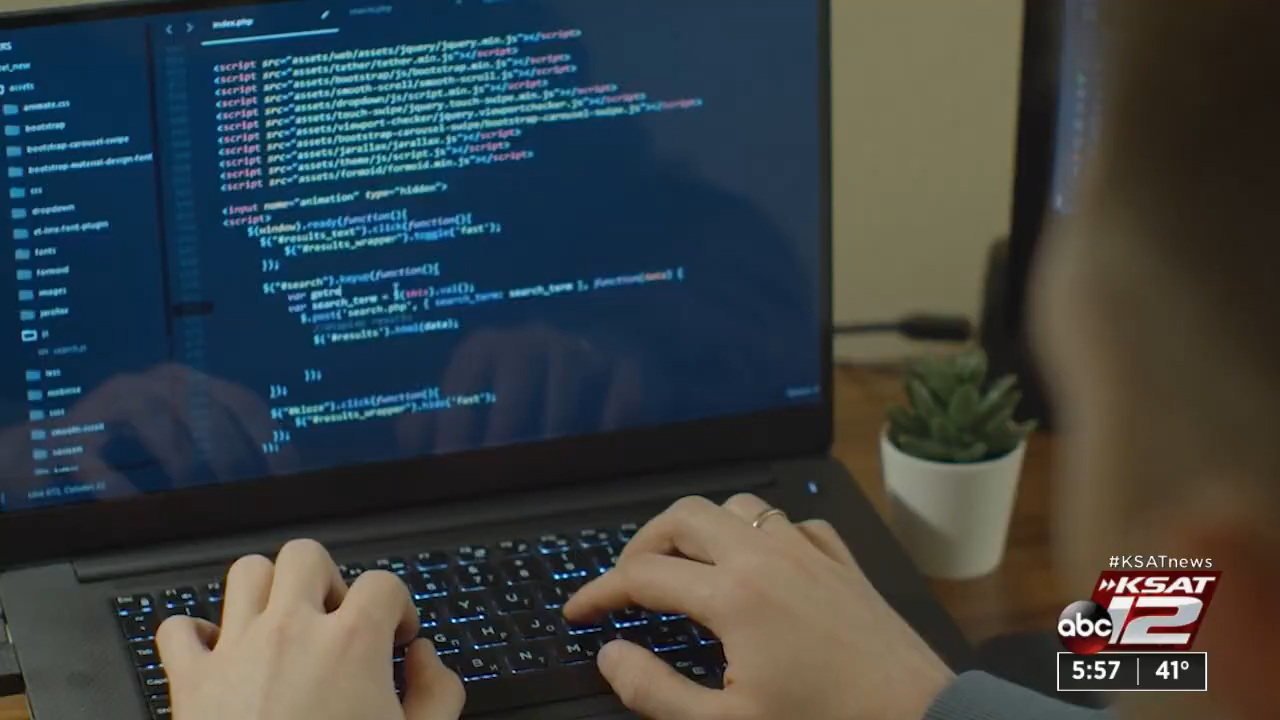 index.php
ERS
assets
animate.css
bootstrap
bootstrap-carousel-swipe
bootstrap-material-design-font
css
dropdown
et-line-font-plugin
fonts
formoid
images
jarallax
js
<script src="assets/web/assets/jquery/jquery.min.js"></script>
<script src="assets/tether/tether.min.js"></script>
<script src="assets/bootstrap/js/bootstrap.min.js"></script>
<script src="assets/smooth-scroll/smooth-scroll.js"></script>
<script src="assets/dropdown/js/script.min.js"></script>
<script src="assets/touch-swipe/jquery.touch-swipe.min.js"></script>
<script src="assets/viewport-checker/jquery.viewportchecker.js"></script>
<script src="assets/bootstrap-carousel-swipe/bootstrap-carousel-swipe.js"></script>
<script src="assets/jarallax/jarallax.js"></script>
<script src="assets/theme/js/script.js"></script>
<script src="assets/formoid/formoid.min.js"></script>
<input name="animation" type="hidden">
<script>
$(window).ready(function(){
$("#results_text").click(function(){
$("#results_wrapper").toggle("fast");
});
$("#search").keyup(function(){
var getre
var search_term = $(this).val();
$.post('search.php', { search_term: search_term }, function(data) {
$('#results').html(data);
});
});
$("#kloze").click(function(){
$("#results_wrapper").hide("fast");
});
});
#KSATnews
KSAT
abc 12
5:57 41°